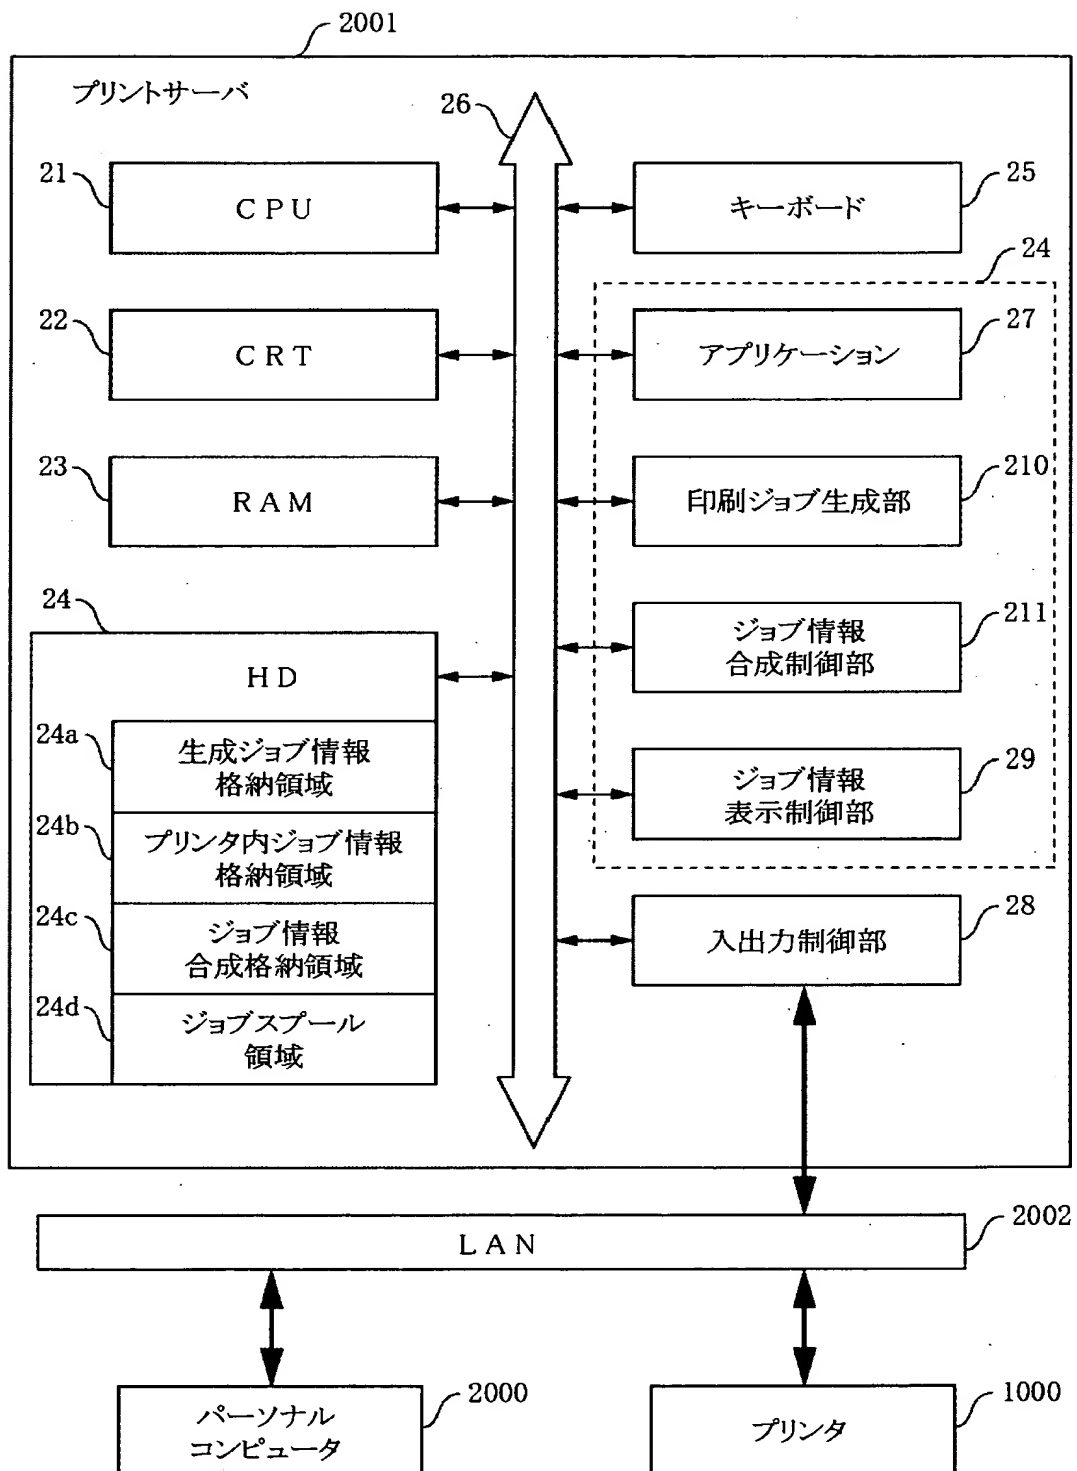 2001
プリントサーバ
26
21
CPU
25
キーボード
24
22
CRT
27
アプリケーション
23
RAM
210
印刷ジョブ生成部
24
HD
211
ジョブ情報
合成制御部
24a
生成ジョブ情報
格納領域
29
ジョブ情報
表示制御部
24b
プリンタ内ジョブ情報
格納領域
24c
ジョブ情報
合成格納領域
28
入出力制御部
24d
ジョブスプール
領域
2002
LAN
2000
パーソナル
コンピュータ
1000
プリンタ